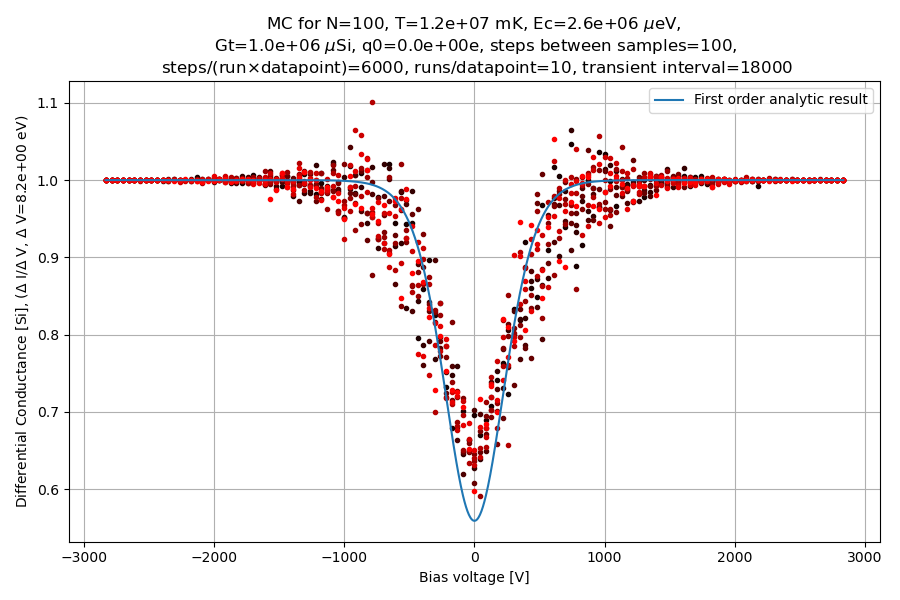 MC for N=100, T=1.2e+07 mK, Ec=2.6e+06 μeV,
Gt=1.0e+06 μSi, q0=0.0e+00e, steps between samples=100,
steps/(run×datapoint)=6000, runs/datapoint=10, transient interval=18000
First order analytic result
Differential Conductance [Si], (Δ I/Δ V, Δ V=8.2e+00 eV)
1.1
1.0
0.9
0.8
0.7
0.6
−3000 −2000 −1000 0 1000 2000 3000
Bias voltage [V]